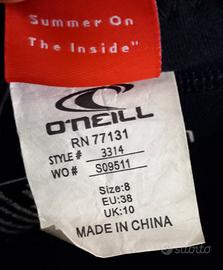 Summer On
The Inside"
O'NEILL
RN 77131
STYLE# 3314
WO# S09511
Size:8
EU:38
UK:10
MADE IN CHINA
subito